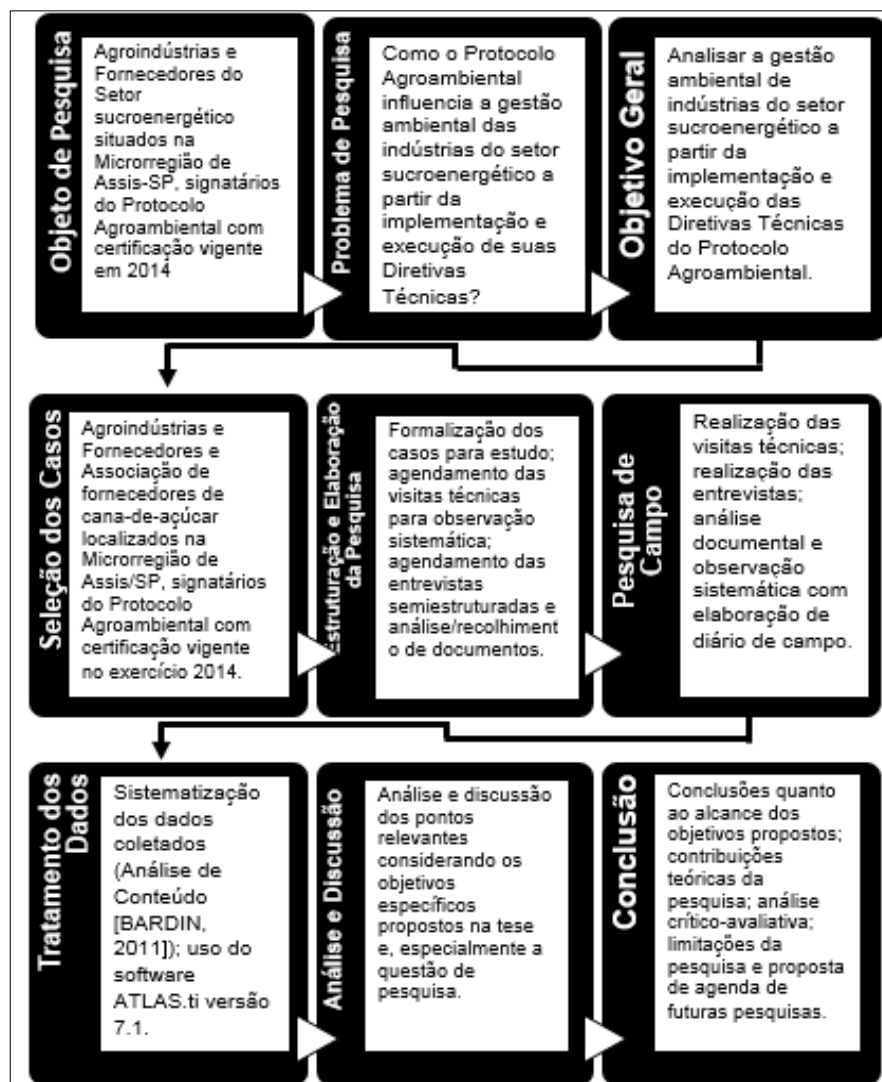 Objeto de Pesquisa
Agroindústrias e
Fornecedores do
Setor
sucroenergético
situados na
Microrregião de
Assis-SP, signatários
do Protocolo
Agroambiental com
certificação vigente
em 2014
Problema de Pesquisa
Como o Protocolo
Agroambiental
influencia a gestão
ambiental das
indústrias do setor
sucroenergético a
partir da
implementação e
execução de suas
Diretivas
Técnicas?
Objetivo Geral
Analisar a gestão
ambiental de
indústrias do setor
sucroenergético a
partir da
implementação e
execução das
Diretivas Técnicas
do Protocolo
Agroambiental.
Seleção dos Casos
Agroindústrias e
Fornecedores e
Associação de
fornecedores de
cana-de-açúcar
localizados na
Microrregião de
Assis/SP, signatários
do Protocolo
Agroambiental com
certificação vigente
no exercício 2014.
Estruturação e Elaboração
da Pesquisa
Formalização dos
casos para estudo;
agendamento das
visitas técnicas
para observação
sistemática;
agendamento das
entrevistas
semiestruturadas e
análise/recolhiment
o de documentos.
Pesquisa de
Campo
Realização das
visitas técnicas;
realização das
entrevistas;
análise
documental e
observação
sistemática com
elaboração de
diário de campo.
Tratamento dos
Dados
Sistematização
dos dados
coletados
(Análise de
Conteúdo
[BARDIN,
2011]); uso do
software
ATLAS.ti versão
7.1.
Análise e Discussão
Análise e discussão
dos pontos
relevantes
considerando os
objetivos
específicos
propostos na tese
e, especialmente a
questão de
pesquisa.
Conclusão
Conclusões quanto
ao alcance dos
objetivos propostos;
contribuições
teóricas da
pesquisa; análise
crítico-avaliativa;
limitações da
pesquisa e proposta
de agenda de
futuras pesquisas.